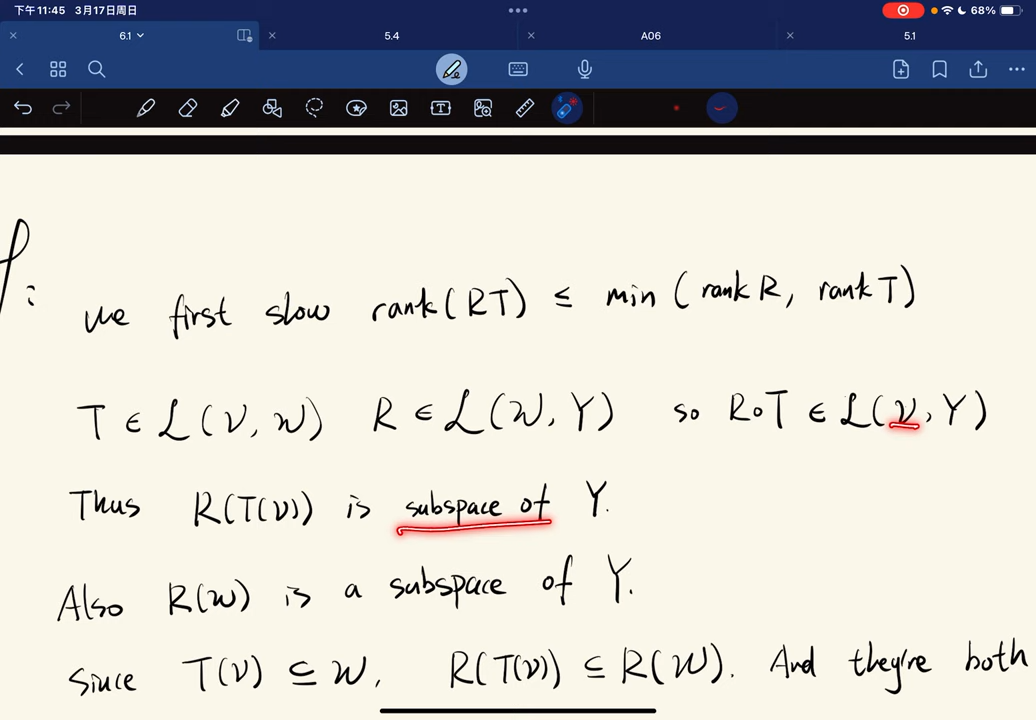 下午11:45 3月17日周日 68%
6.1 5.4 A06 5.1
Pf:
we first slow rank(RT) ≤ min (rank R, rank T)
T ∈ L(V, W) R ∈ L(W, Y) so R∘T ∈ L(V, Y)
Thus R(T(V)) is subspace of Y.
Also R(W) is a subspace of Y.
since T(V) ⊆ W, R(T(V)) ⊆ R(W). And they're both